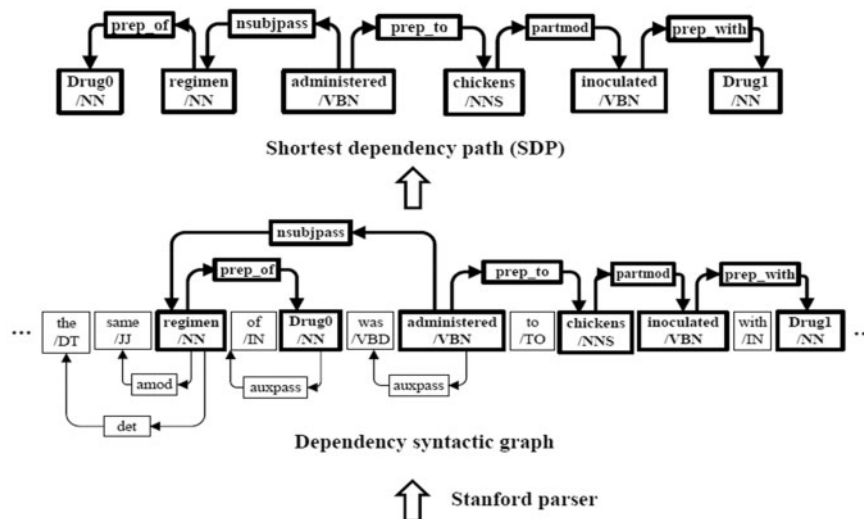 prep_of nsubjpass prep_to partmod prep_with
Drug0 regimen administered chickens inoculated Drug1
/NN /NN /VBN /NNS /VBN /NN
Shortest dependency path (SDP)
nsubjpass
prep_of prep_to partmod prep_with
... the same regimen of Drug0 was administered to chickens inoculated with Drug1 ...
/DT /JJ /NN /IN /NN /VBD /VBN /TO /NNS /VBN /IN /NN
amod auxpass auxpass
det
Dependency syntactic graph
Stanford parser